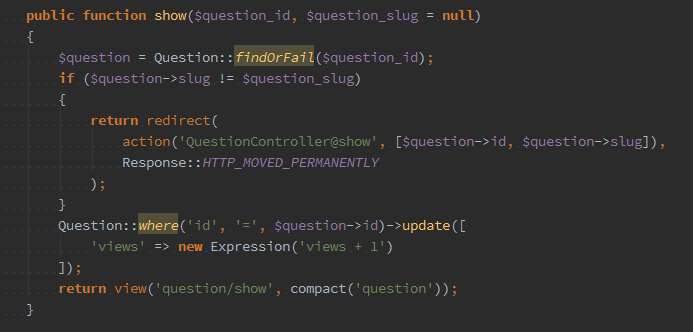 public function show($question_id, $question_slug = null)
{
$question = Question::findOrFail($question_id);
if ($question->slug != $question_slug)
{
return redirect(
action('QuestionController@show', [$question->id, $question->slug]),
Response::HTTP_MOVED_PERMANENTLY
);
}
Question::where('id', '=', $question->id)->update([
'views' => new Expression('views + 1')
]);
return view('question/show', compact('question'));
}